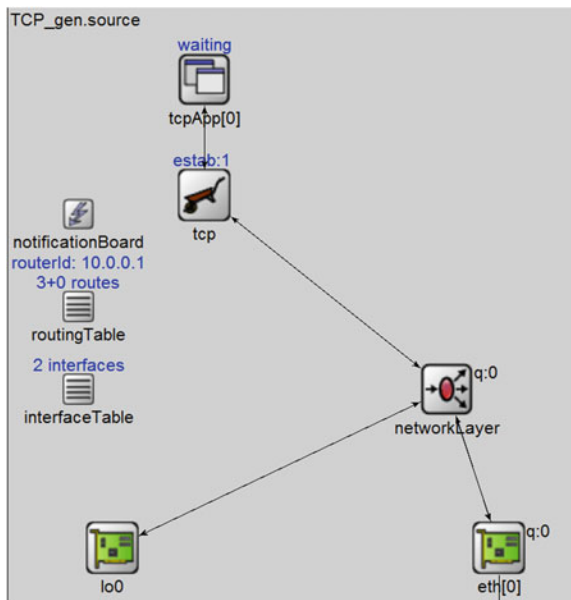 TCP_gen.source
waiting
tcpApp[0]
estab:1
tcp
notificationBoard
routerId: 10.0.0.1
3+0 routes
routingTable
2 interfaces
interfaceTable
q:0
networkLayer
lo0
q:0
eth[0]